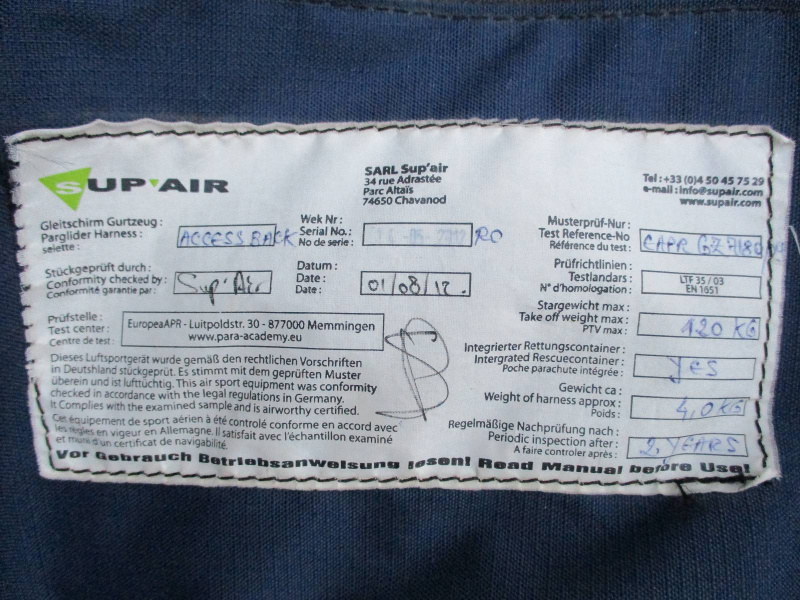 SUP'AIR
SARL Sup'air
34 rue Adrastée
Parc Altaïs
74650 Chavanod
Tel : +33 (0)4 50 45 75 29
e-mail : info@supair.com
www.supair.com
Gleitschirm Gurtzeug :
Parglider Harness : ACCESS BACK
selette :
Wek Nr :
Serial No. : 16-05-2012 RO
No de serie :
Musterprüf-Nur :
Test Reference-No
Référence du test : CAPR GZ
Stückgeprüft durch :
Conformity checked by : Sup'Air
Conformité garantie par :
Datum :
Date : 01/08/12.
Date :
Prüfrichtlinien :
Testlandars :
N° d'homologation :
LTF 35 / 03
EN 1651
Prüfstelle :
Test center :
Centre de test :
EuropeaAPR - Luitpoldstr. 30 - 877000 Memmingen
www.para-academy.eu
Stargewicht max :
Take off weight max :
PTV max : 120 KG
Integrierter Rettungscontainer :
Intergrated Rescuecontainer :
Poche parachute intégrée : yes
Gewicht ca :
Weight of harness approx :
Poids : 4,0KG
Regelmäßige Nachprüfung nach :
Periodic inspection after :
A faire controler après : 2, YEARS
Dieses Luftsportgerät wurde gemüß den rechtlichen Vorschriften
in Deutshland stückgeprüft. Es stimmt mit dem geprüften Muster
überein und ist lufttüchtig. This air sport equipment was conformity
checked in accordance with the legal regulations in Germany.
It Complies with the examined sample and is airworthy certified.
Cet équipement de sport aérien à été controlé conforme en accord avec
les règles en vigeur en Allemagne. Il satisfait avec l'échantillon examiné
et muni d'un certificat de navigabilité.
Vor Gebrauch Betriebsanweisung lesen! Read Manual before Use!